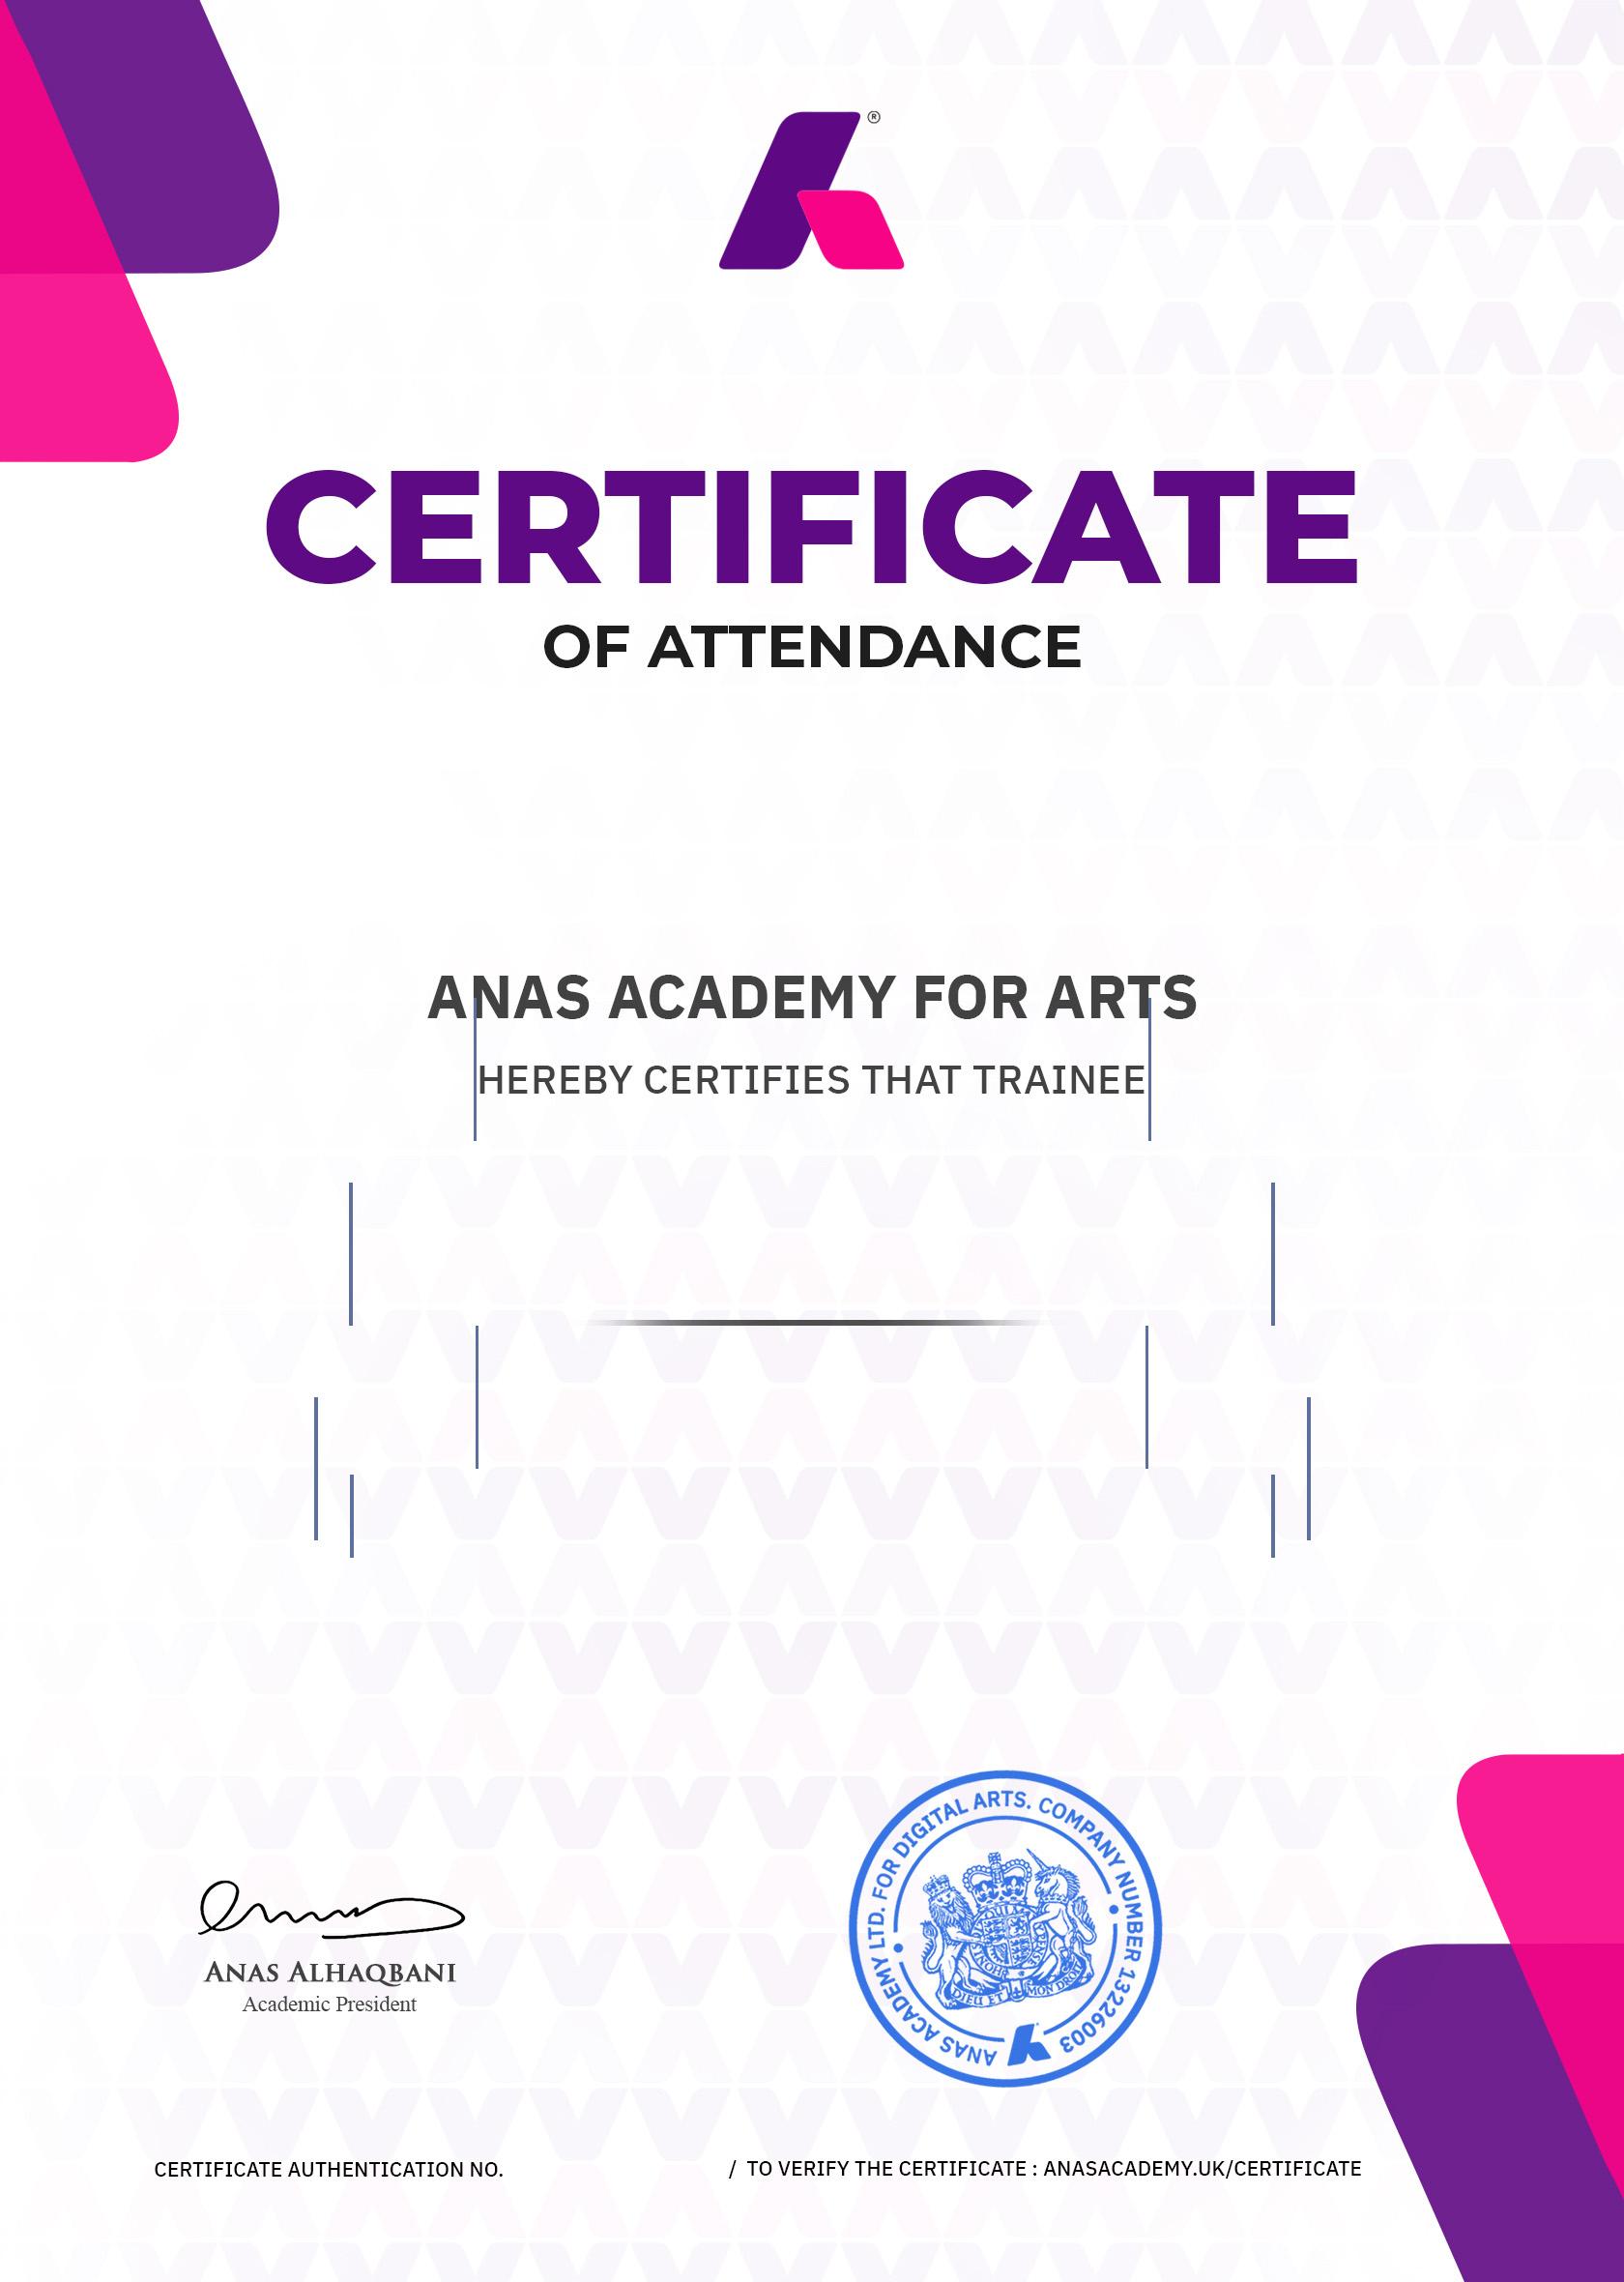 ®
CERTIFICATE
OF ATTENDANCE
ANAS ACADEMY FOR ARTS
HEREBY CERTIFIES THAT TRAINEE
ANAS ACADEMY LTD. FOR DIGITAL ARTS. COMPANY NUMBER 13226003
DIEU ET MON DROIT
ANAS ALHAQBANI
Academic President
CERTIFICATE AUTHENTICATION NO. / TO VERIFY THE CERTIFICATE : ANASACADEMY.UK/CERTIFICATE